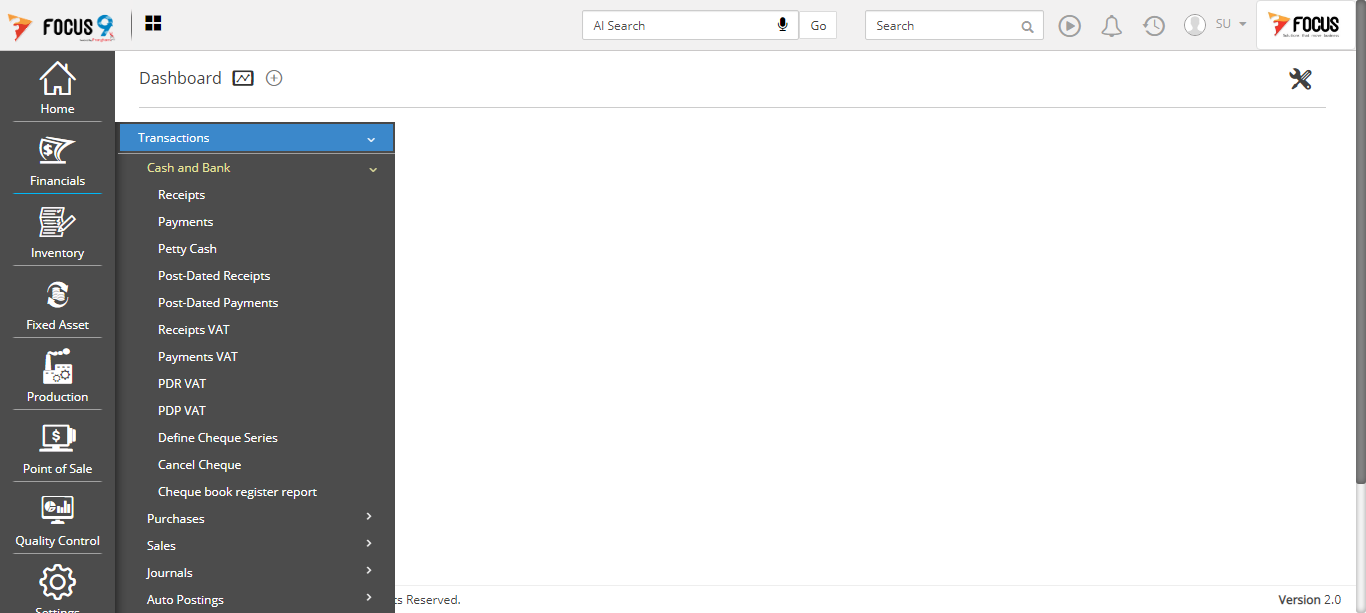 FOCUS 9
AI Search
Go
Search
SU
FOCUS
Home
Financials
Inventory
Fixed Asset
Production
Point of Sale
Quality Control
Settings
Dashboard
Transactions
Cash and Bank
Receipts
Payments
Petty Cash
Post-Dated Receipts
Post-Dated Payments
Receipts VAT
Payments VAT
PDR VAT
PDP VAT
Define Cheque Series
Cancel Cheque
Cheque book register report
Purchases
Sales
Journals
Auto Postings
ts Reserved.
Version 2.0